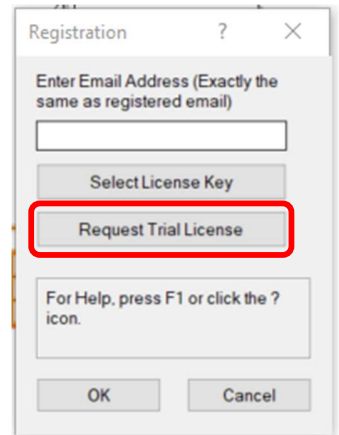 Registration ?
Enter Email Address (Exactly the
same as registered email)
Select License Key
Request Trial License
For Help, press F1 or click the ?
icon.
OK Cancel